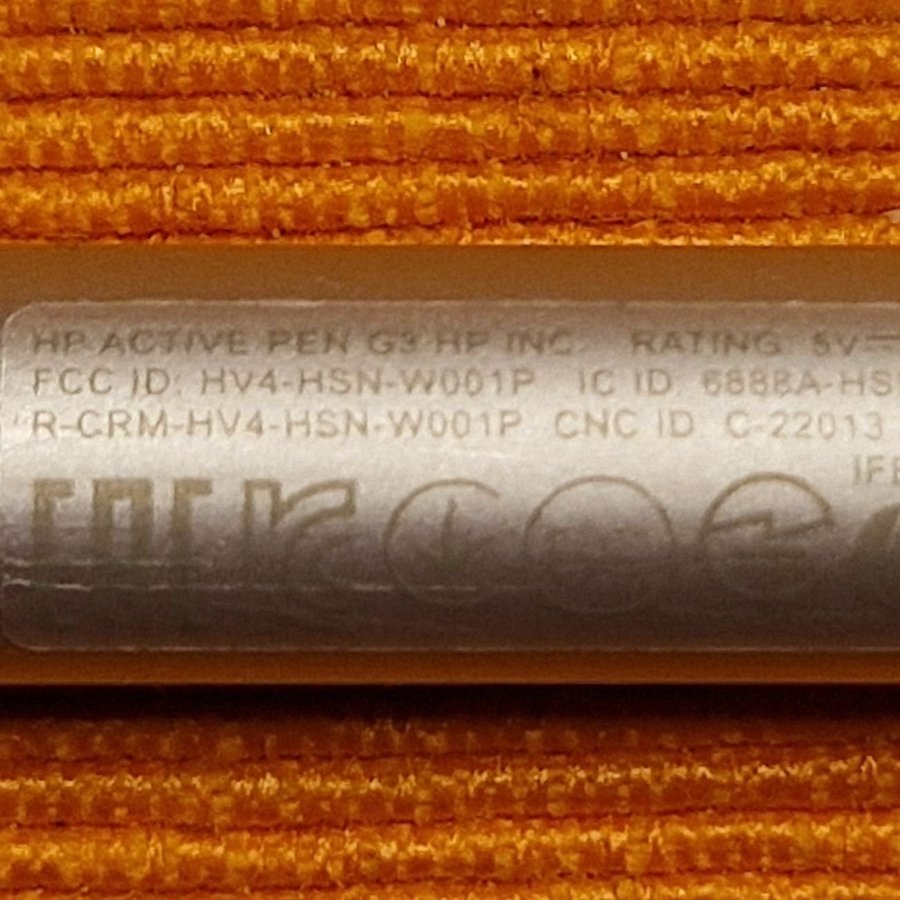 HP ACTIVE PEN G3 HP INC. RATING: 5V⎓
FCC ID: HV4-HSN-W001P IC ID: 6888A-HS
R-CRM-HV4-HSN-W001P CNC ID: C-22013
IFE